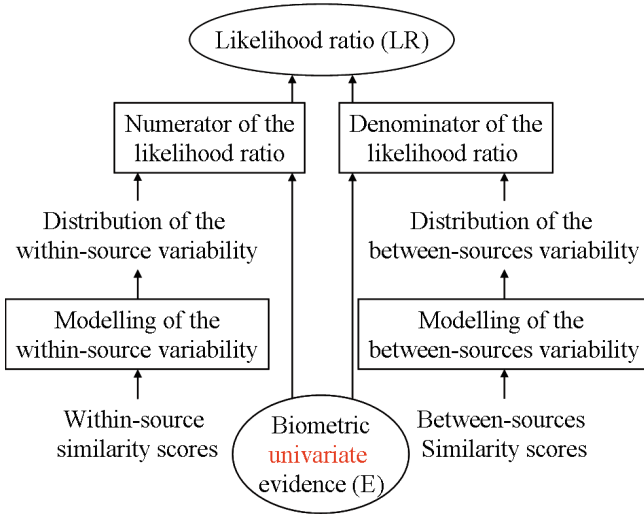 Likelihood ratio (LR)
Numerator of the
likelihood ratio
Denominator of the
likelihood ratio
Distribution of the
within-source variability
Distribution of the
between-sources variability
Modelling of the
within-source variability
Modelling of the
between-sources variability
Within-source
similarity scores
Biometric
univariate
evidence (E)
Between-sources
Similarity scores